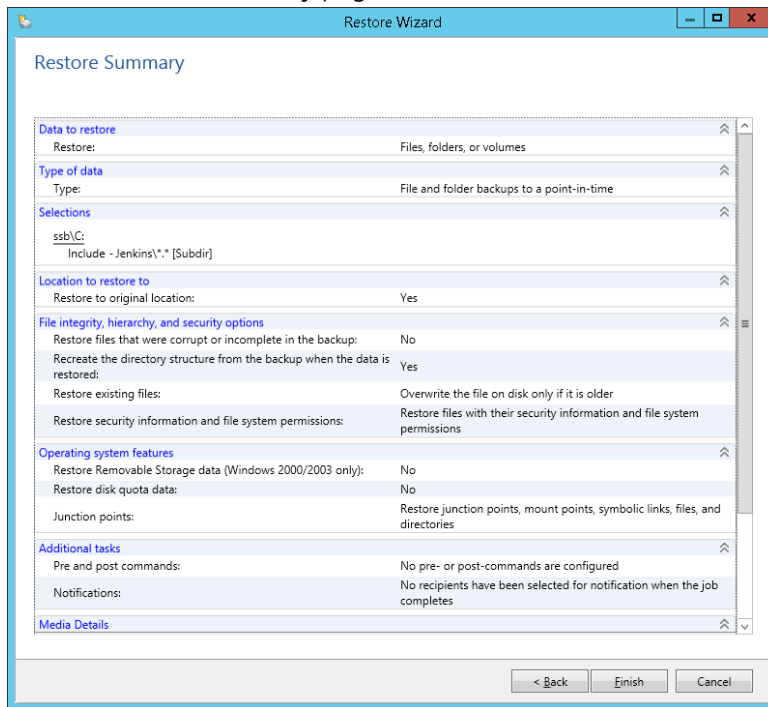 Restore Wizard
Restore Summary
Data to restore
Restore: Files, folders, or volumes
Type of data
Type: File and folder backups to a point-in-time
Selections
ssb\C:
Include - Jenkins\*.* [Subdir]
Location to restore to
Restore to original location: Yes
File integrity, hierarchy, and security options
Restore files that were corrupt or incomplete in the backup: No
Recreate the directory structure from the backup when the data is
restored: Yes
Restore existing files: Overwrite the file on disk only if it is older
Restore security information and file system permissions: Restore files with their security information and file system
permissions
Operating system features
Restore Removable Storage data (Windows 2000/2003 only): No
Restore disk quota data: No
Junction points: Restore junction points, mount points, symbolic links, files, and
directories
Additional tasks
Pre and post commands: No pre- or post-commands are configured
Notifications: No recipients have been selected for notification when the job
completes
Media Details
< Back Finish Cancel